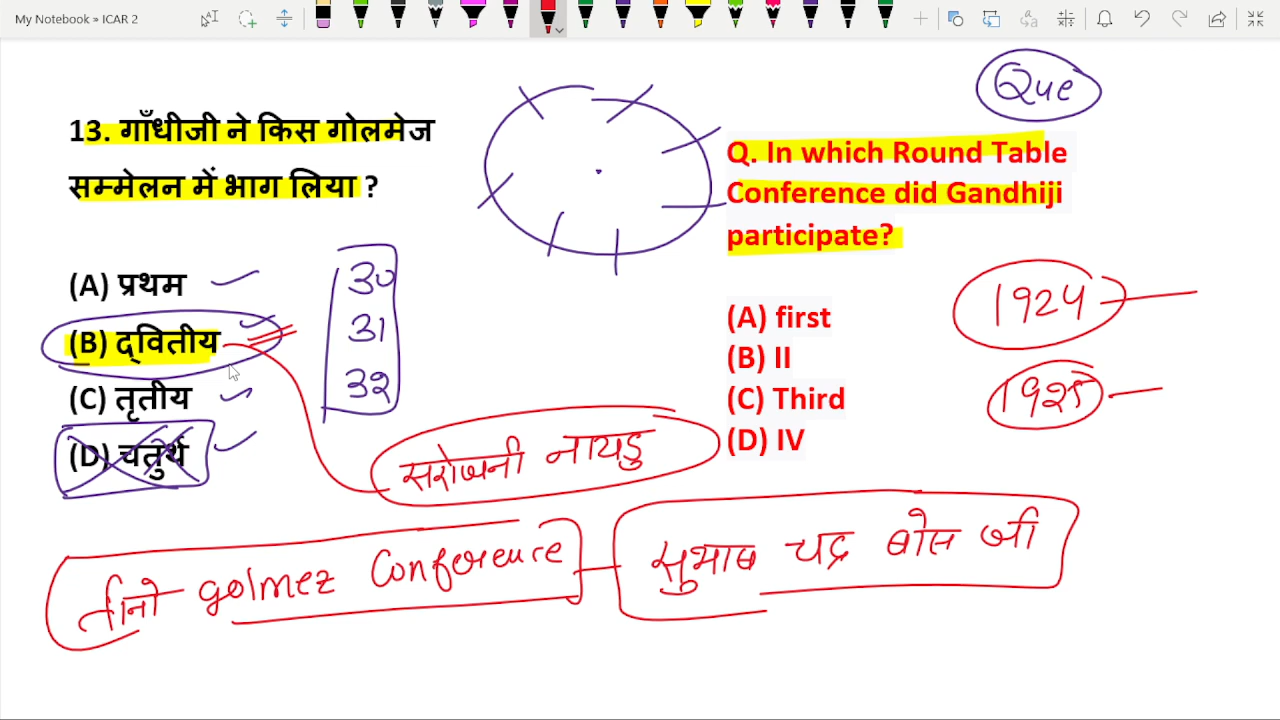 My Notebook » ICAR 2
Que
13. गाँधीजी ने किस गोलमेज
सम्मेलन में भाग लिया ?
(A) प्रथम
(B) द्वितीय
(C) तृतीय
(D) चतुर्थ
30
31
32
Q. In which Round Table
Conference did Gandhiji
participate?
(A) first
(B) II
(C) Third
(D) IV
1924
1925
सरोजनी नायडु
तीनो golmez Conference
सुभाष चद्र बोस जी